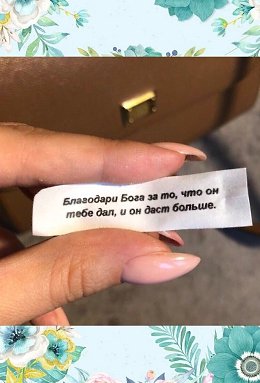 Благодари Бога за то, что он
тебе дал, и он даст больше.